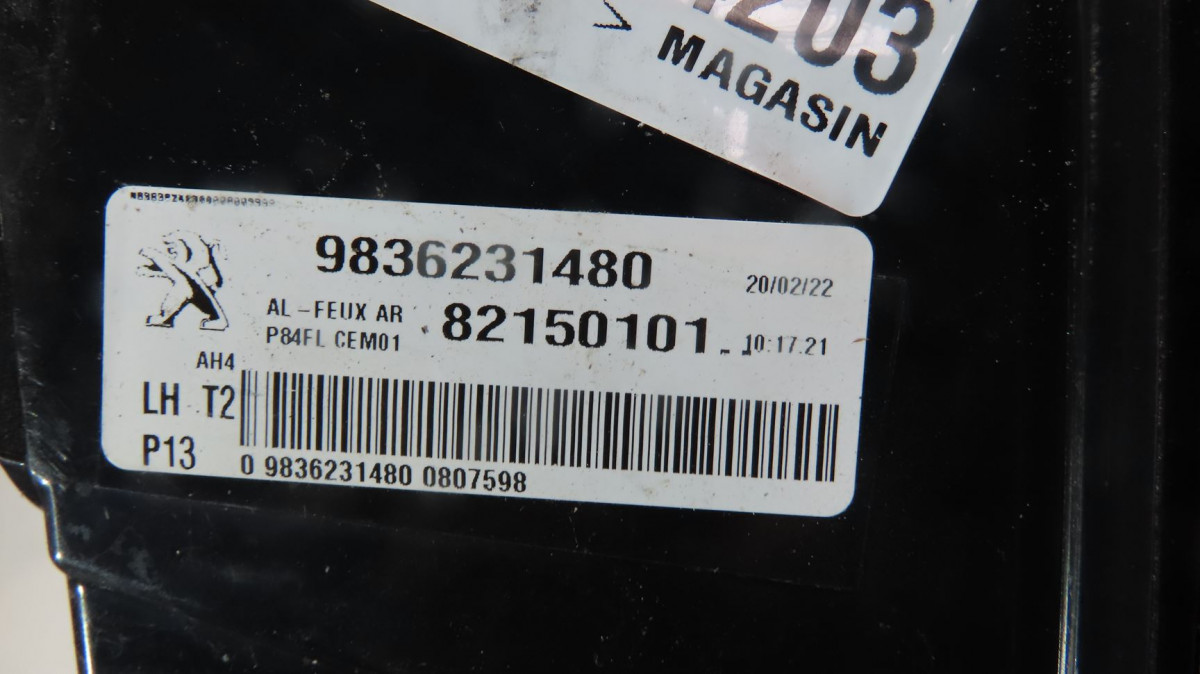 203
MAGASIN
9836231480
20/02/22
AL-FEUX AR
82150101
P84FL CEM01
10:17.21
AH4
LH T2
P13
0 9836231480 0807598